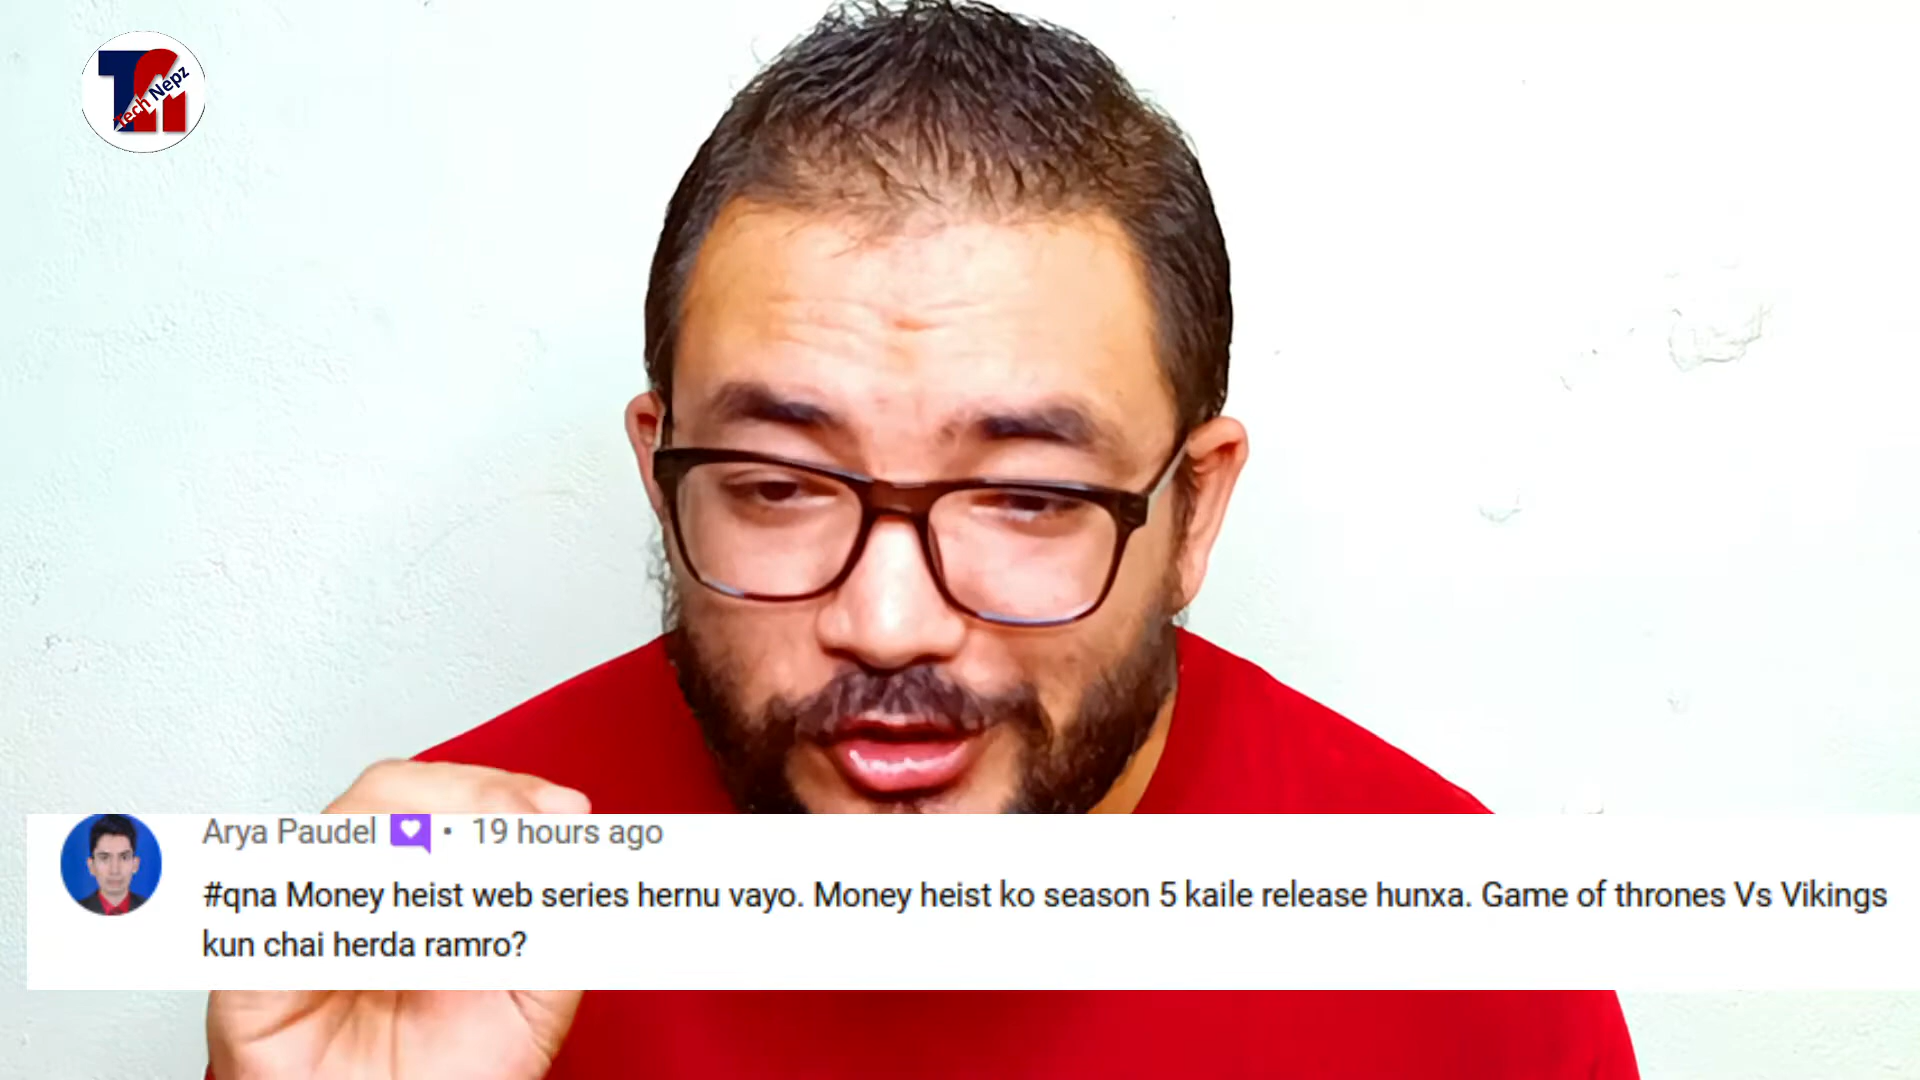 Tech Nepz
Arya Paudel • 19 hours ago
#qna Money heist web series hernu vayo. Money heist ko season 5 kaile release hunxa. Game of thrones Vs Vikings
kun chai herda ramro?